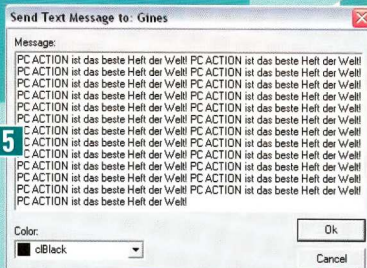 Send Text Message to: Gines
Message:
PC ACTION ist das beste Heft der Welt! PC ACTION ist das beste Heft der Welt!
PC ACTION ist das beste Heft der Welt! PC ACTION ist das beste Heft der Welt!
PC ACTION ist das beste Heft der Welt! PC ACTION ist das beste Heft der Welt!
PC ACTION ist das beste Heft der Welt! PC ACTION ist das beste Heft der Welt!
PC ACTION ist das beste Heft der Welt! PC ACTION ist das beste Heft der Welt!
PC ACTION ist das beste Heft der Welt! PC ACTION ist das beste Heft der Welt!
5
C ACTION ist das beste Heft der Welt! PC ACTION ist das beste Heft der Welt!
C ACTION ist das beste Heft der Welt! PC ACTION ist das beste Heft der Welt!
PC ACTION ist das beste Heft der Welt! PC ACTION ist das beste Heft der Welt!
PC ACTION ist das beste Heft der Welt! PC ACTION ist das beste Heft der Welt!
PC ACTION ist das beste Heft der Welt! PC ACTION ist das beste Heft der Welt!
PC ACTION ist das beste Heft der Welt! PC ACTION ist das beste Heft der Welt!
PC ACTION ist das beste Heft der Welt!
Color:
clBlack
Ok
Cancel